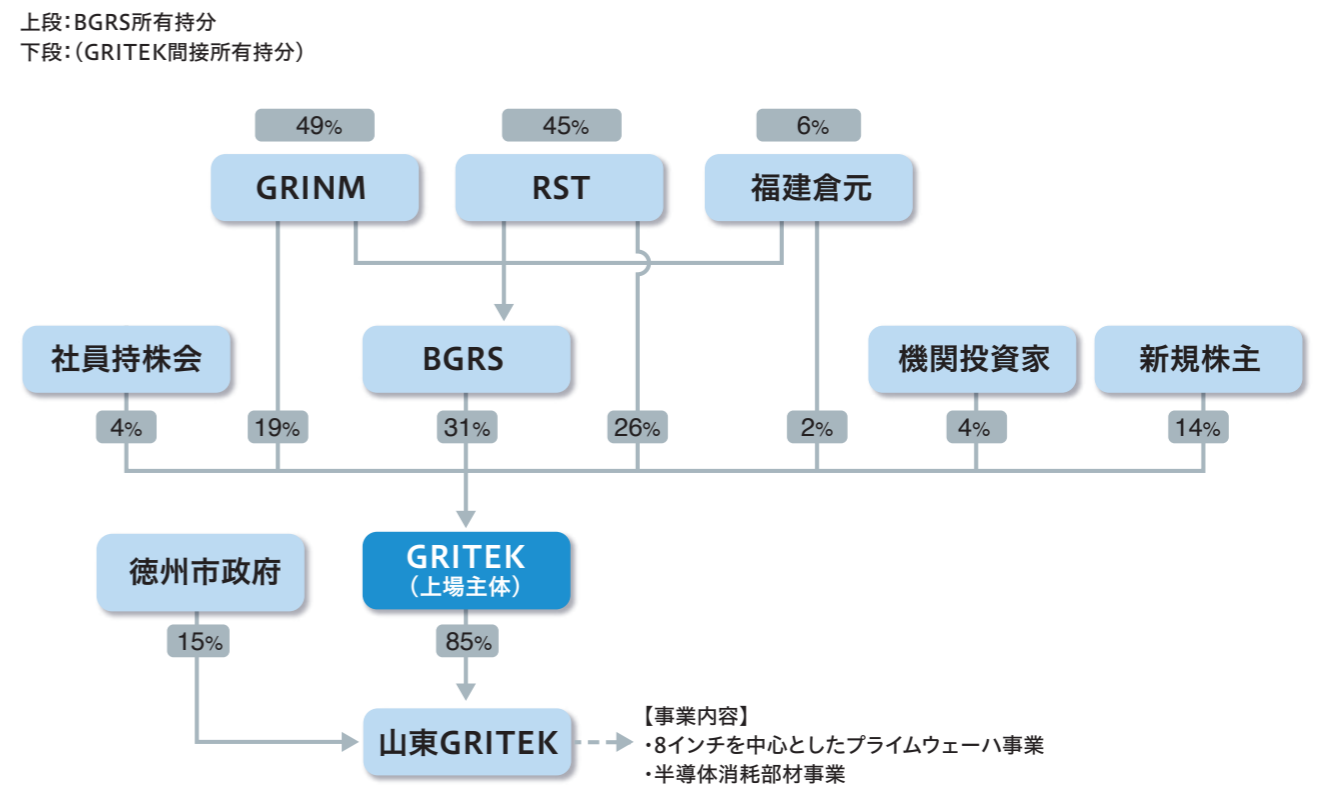 上段：BGRS所有持分
下段：（GRITEK間接所有持分）
49%
45%
6%
GRINM
RST
福建倉元
社員持株会
BGRS
機関投資家
新規株主
4%
19%
31%
26%
2%
4%
14%
徳州市政府
GRITEK
（上場主体）
15%
85%
山東GRITEK
【事業内容】
・8インチを中心としたプライムウェーハ事業
・半導体消耗部材事業